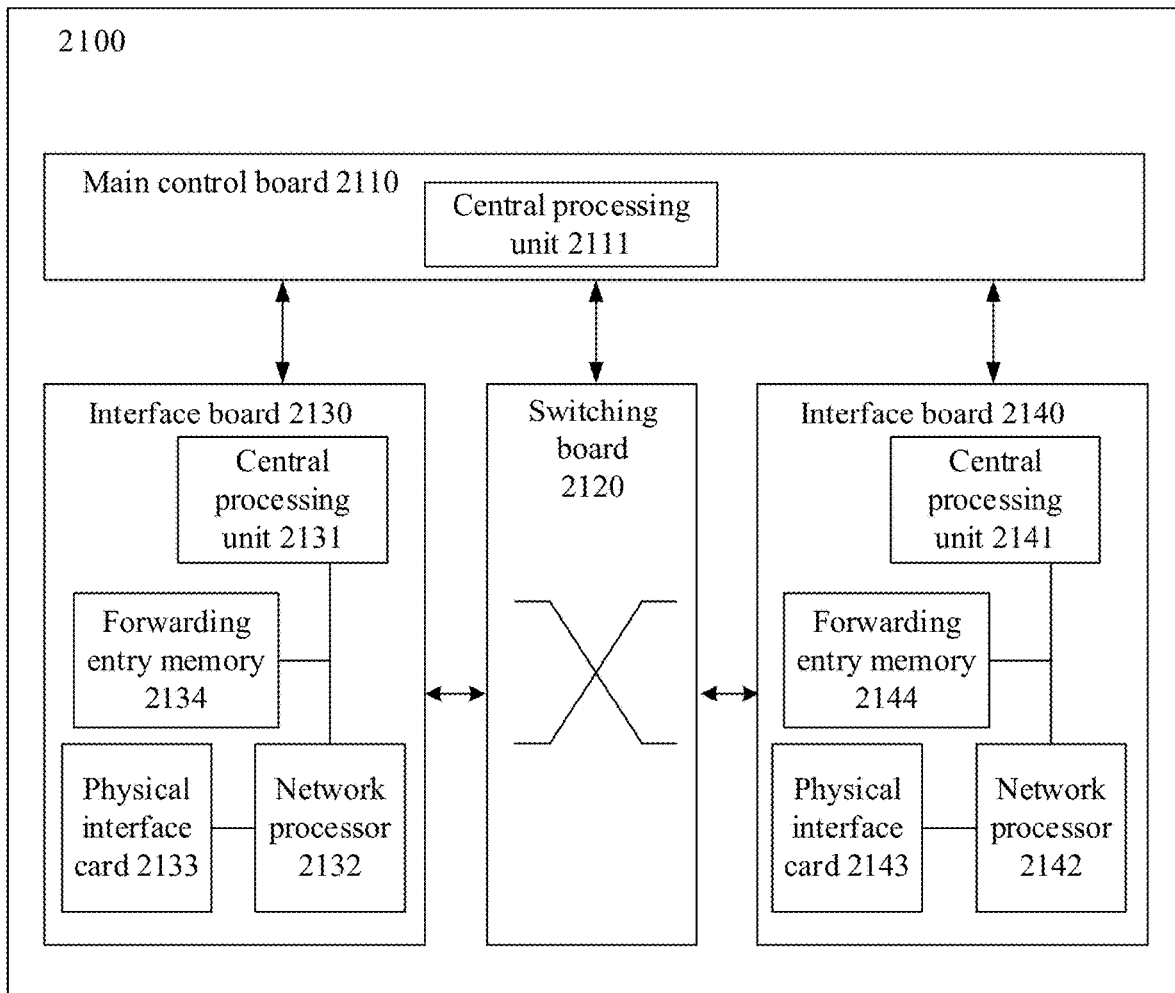 2100
Main control board 2110
Central processing
unit 2111
Interface board 2130
Central
processing
unit 2131
Forwarding
entry memory
2134
Physical
interface
card 2133
Network
processor
2132
Switching
board
2120
Interface board 2140
Central
processing
unit 2141
Forwarding
entry memory
2144
Physical
interface
card 2143
Network
processor
2142